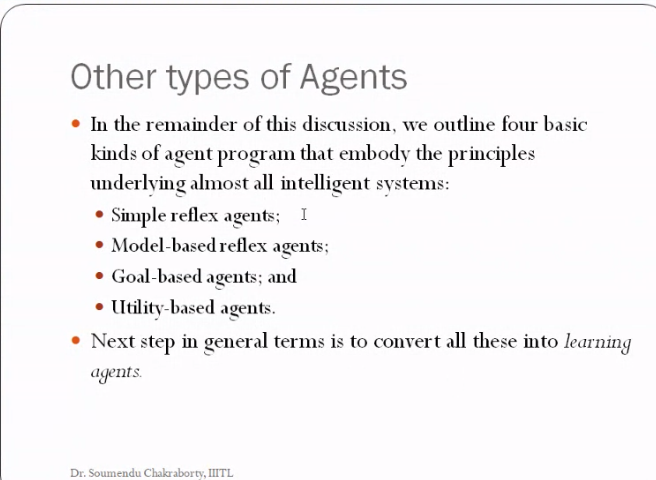 Other types of Agents
• In the remainder of this discussion, we outline four basic
kinds of agent program that embody the principles
underlying almost all intelligent systems:
• Simple reflex agents;
• Model-based reflex agents;
• Goal-based agents; and
• Utility-based agents.
• Next step in general terms is to convert all these into learning
agents.
Dr. Soumendu Chakraborty, IIITL